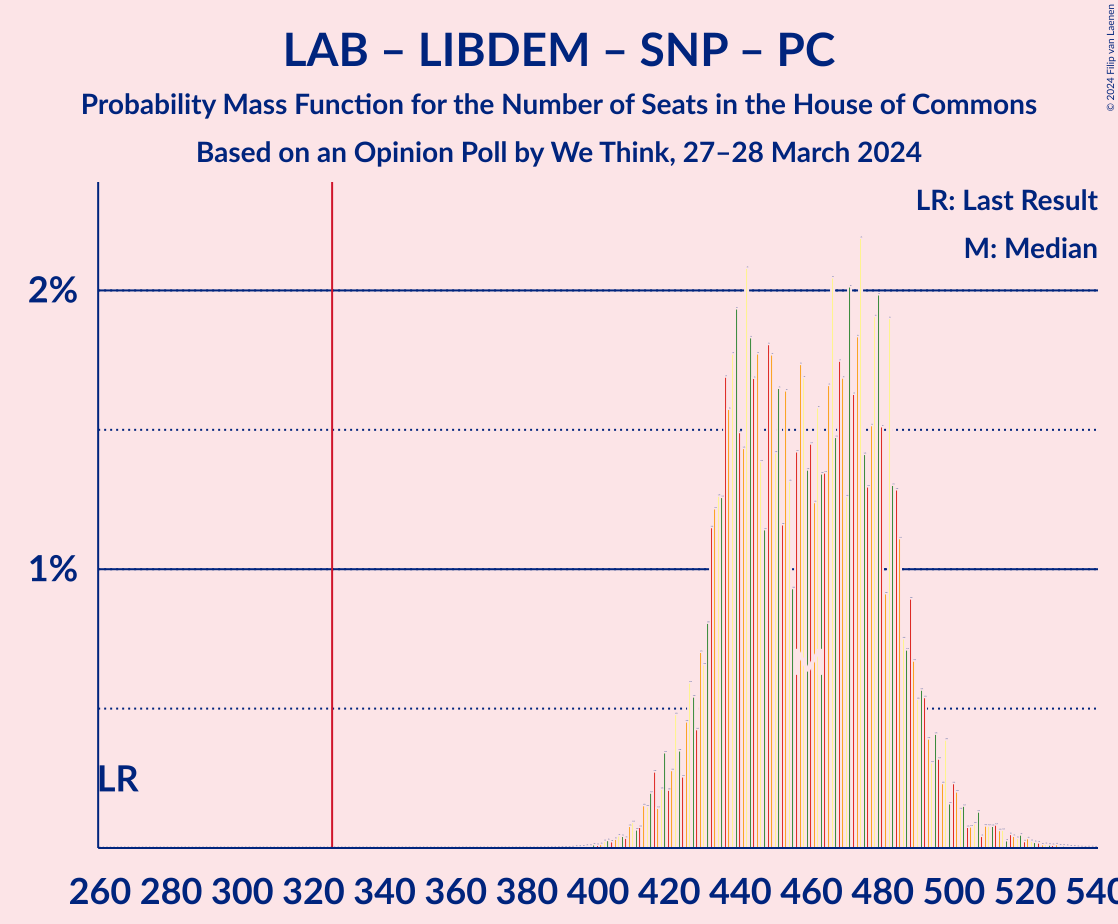 LAB – LIBDEM – SNP – PC
Probability Mass Function for the Number of Seats in the House of Commons
Based on an Opinion Poll by We Think, 27–28 March 2024
© 2024 Filip van Laenen
LR: Last Result
M: Median
2%
1%
LR
M
260 280 300 320 340 360 380 400 420 440 460 480 500 520 540